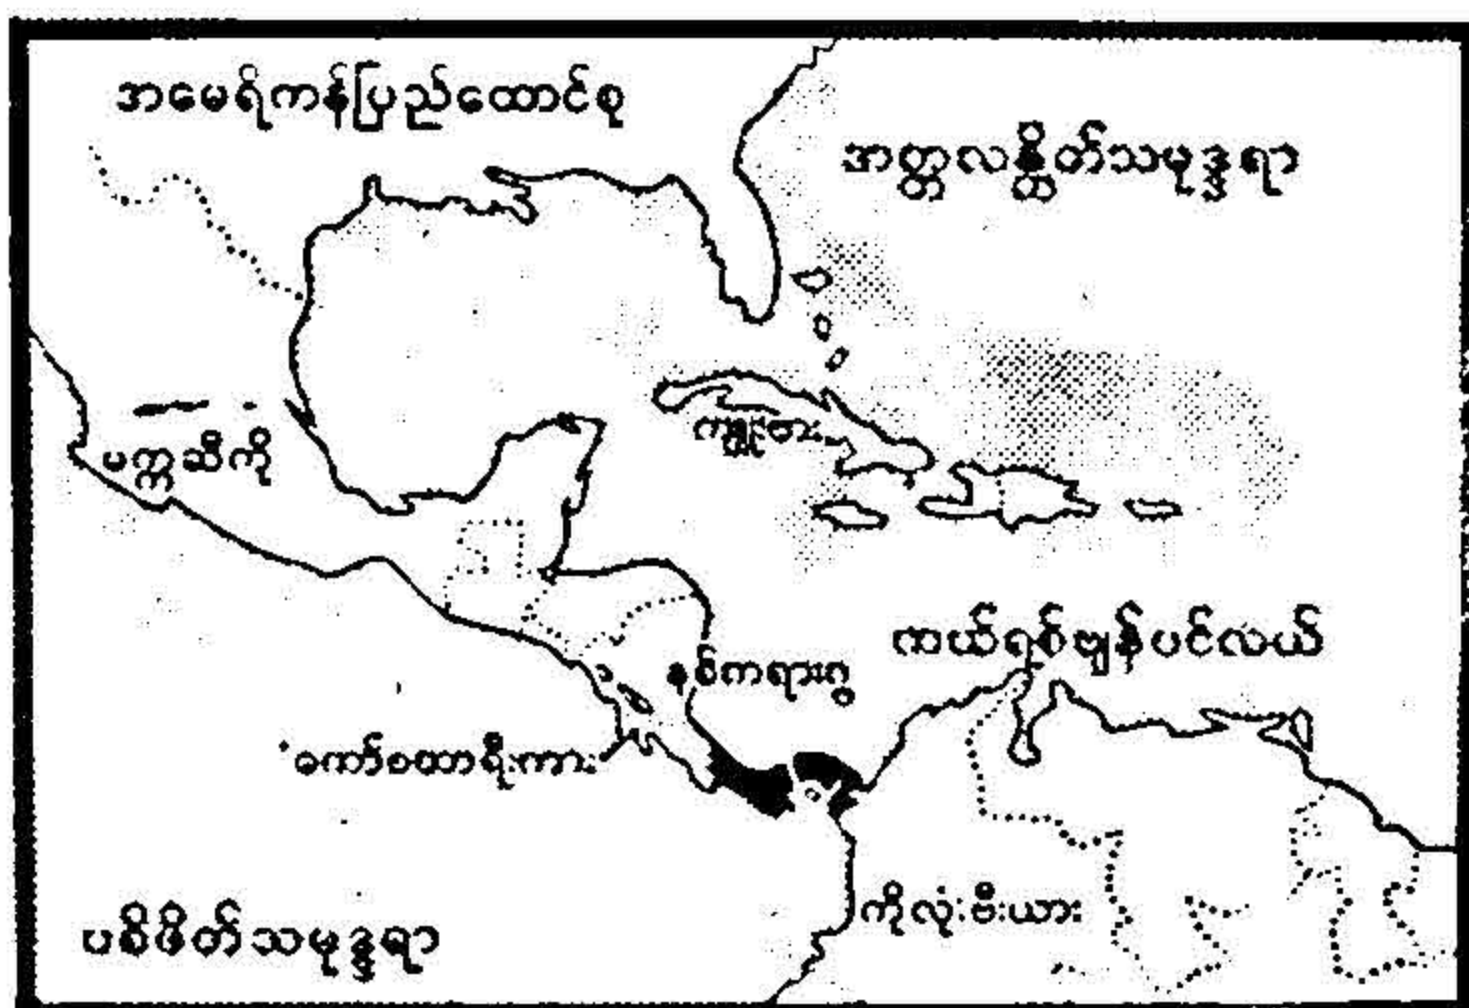 အမေရိကန်ပြည်ထောင်စု
အတ္တလန္တိတ်သမုဒ္ဒရာ
ကျူးဗား
မက္ကဆီကို
ကယ်ရစ်ဗျန်ပင်လယ်
နစ်ကရားဂွ
ကော်စတာရီးကား
ကိုလုံးဗီးယား
ပစိဖိတ်သမုဒ္ဒရာ